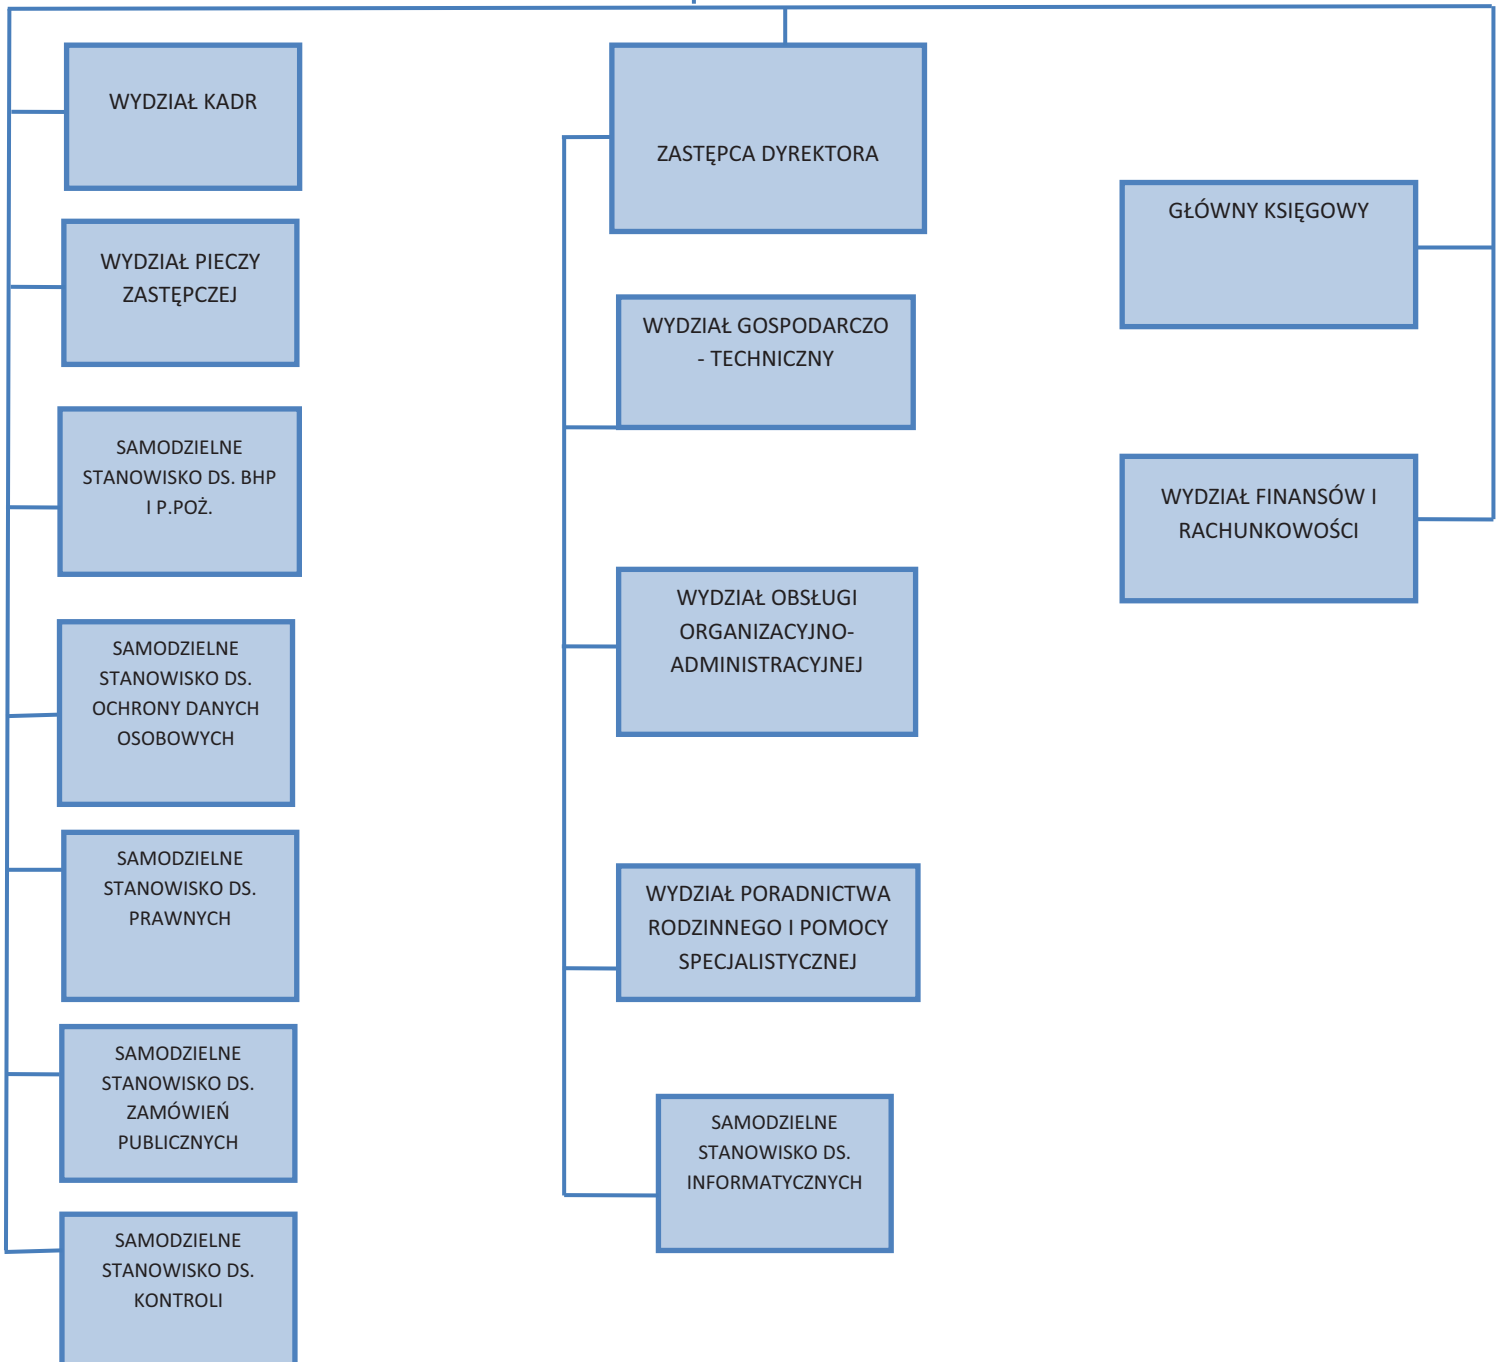 WYDZIAŁ KADR
WYDZIAŁ PIECZY
ZASTĘPCZEJ
SAMODZIELNE
STANOWISKO DS. BHP
I P.POŻ.
SAMODZIELNE
STANOWISKO DS.
OCHRONY DANYCH
OSOBOWYCH
SAMODZIELNE
STANOWISKO DS.
PRAWNYCH
SAMODZIELNE
STANOWISKO DS.
ZAMÓWIEŃ
PUBLICZNYCH
SAMODZIELNE
STANOWISKO DS.
KONTROLI
ZASTĘPCA DYREKTORA
WYDZIAŁ GOSPODARCZO
- TECHNICZNY
WYDZIAŁ OBSŁUGI
ORGANIZACYJNO-
ADMINISTRACYJNEJ
WYDZIAŁ PORADNICTWA
RODZINNEGO I POMOCY
SPECJALISTYCZNEJ
SAMODZIELNE
STANOWISKO DS.
INFORMATYCZNYCH
GŁÓWNY KSIĘGOWY
WYDZIAŁ FINANSÓW I
RACHUNKOWOŚCI